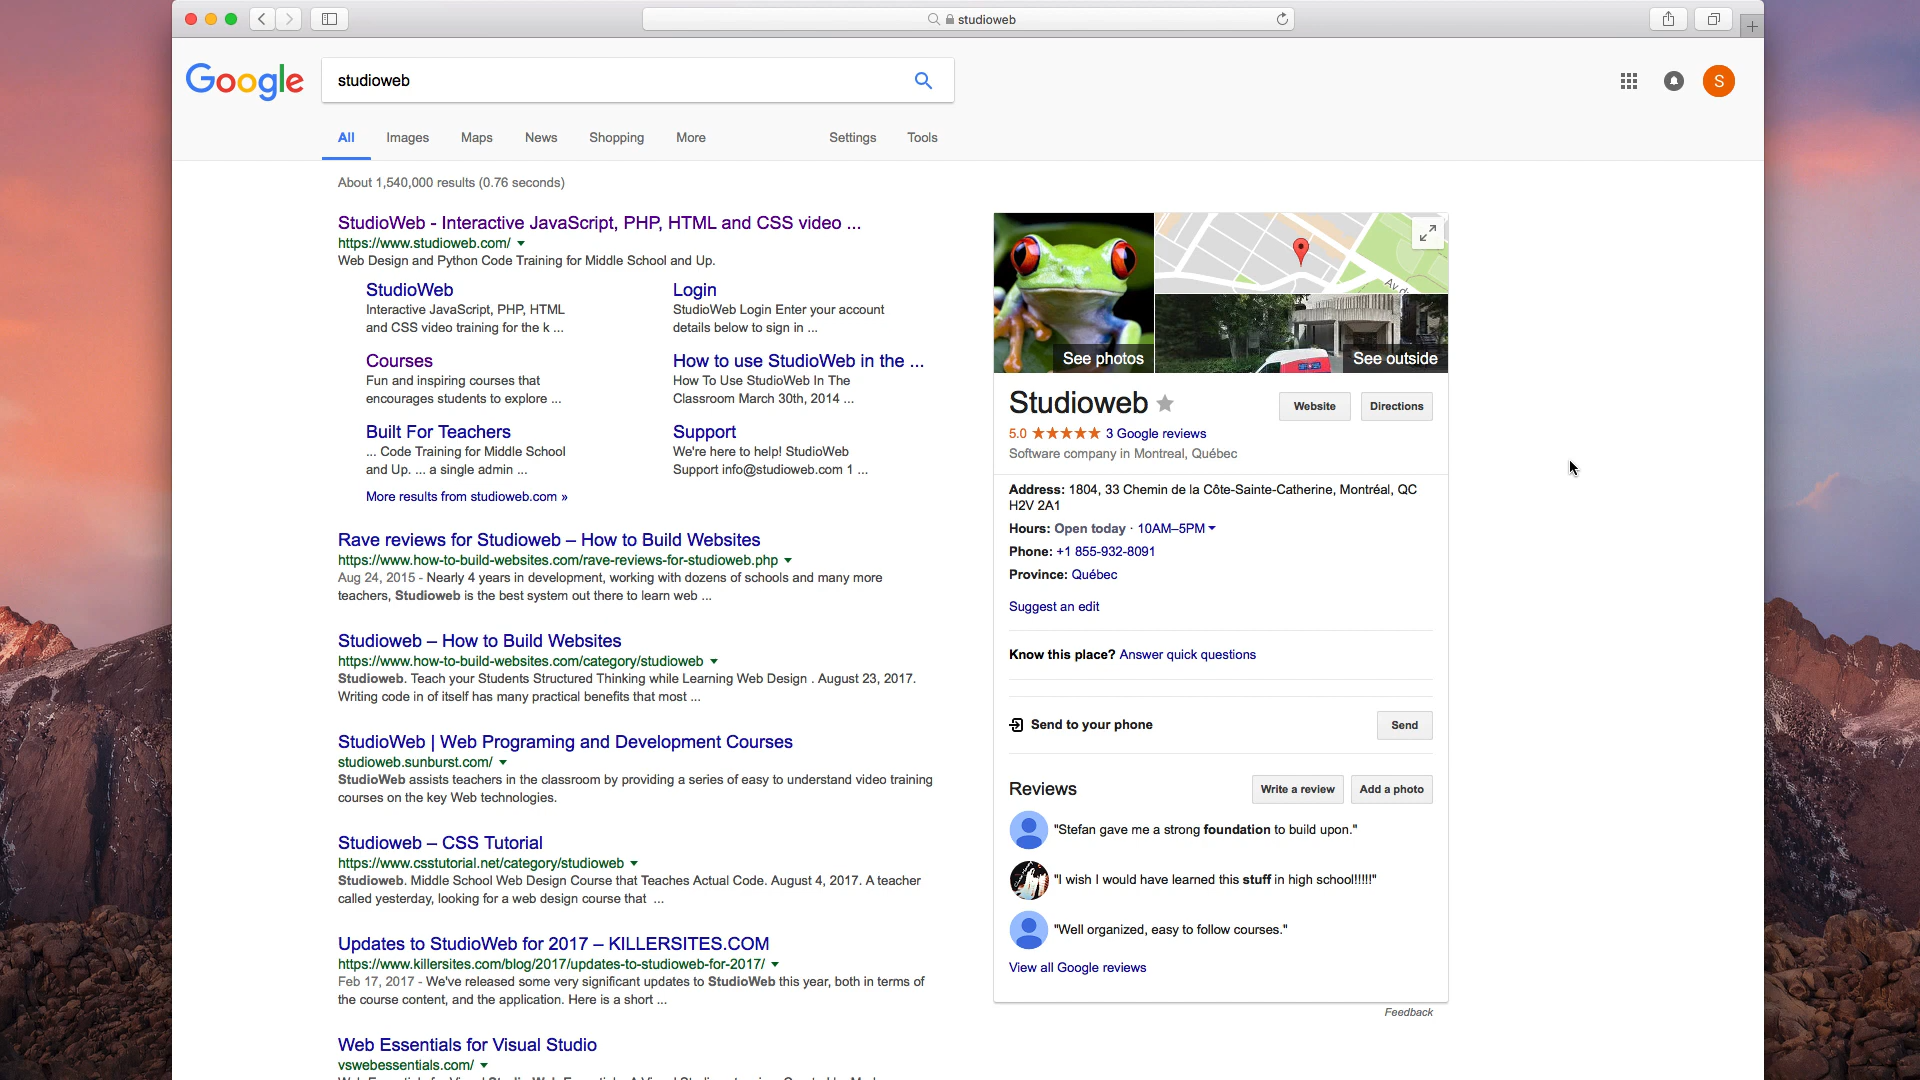 studioweb
Google
studioweb
S
All Images Maps News Shopping More Settings Tools
About 1,540,000 results (0.76 seconds)
StudioWeb - Interactive JavaScript, PHP, HTML and CSS video ...
https://www.studioweb.com/
Web Design and Python Code Training for Middle School and Up.
StudioWeb
Interactive JavaScript, PHP, HTML
and CSS video training for the k ...
Login
StudioWeb Login Enter your account
details below to sign in ...
Courses
Fun and inspiring courses that
encourages students to explore ...
How to use StudioWeb in the ...
How To Use StudioWeb In The
Classroom March 30th, 2014 ...
Built For Teachers
... Code Training for Middle School
and Up. ... a single admin ...
Support
We're here to help! StudioWeb
Support info@studioweb.com 1 ...
More results from studioweb.com »
Rave reviews for Studioweb – How to Build Websites
https://www.how-to-build-websites.com/rave-reviews-for-studioweb.php
Aug 24, 2015 - Nearly 4 years in development, working with dozens of schools and many more
teachers, Studioweb is the best system out there to learn web ...
Studioweb – How to Build Websites
https://www.how-to-build-websites.com/category/studioweb
Studioweb. Teach your Students Structured Thinking while Learning Web Design . August 23, 2017.
Writing code in of itself has many practical benefits that most ...
StudioWeb | Web Programing and Development Courses
studioweb.sunburst.com/
StudioWeb assists teachers in the classroom by providing a series of easy to understand video training
courses on the key Web technologies.
Studioweb – CSS Tutorial
https://www.csstutorial.net/category/studioweb
Studioweb. Middle School Web Design Course that Teaches Actual Code. August 4, 2017. A teacher
called yesterday, looking for a web design course that ...
Updates to StudioWeb for 2017 – KILLERSITES.COM
https://www.killersites.com/blog/2017/updates-to-studioweb-for-2017/
Feb 17, 2017 - We've released some very significant updates to StudioWeb this year, both in terms of
the course content, and the application. Here is a short ...
Web Essentials for Visual Studio
vswebessentials.com/
See photos
Av
See outside
Studioweb
Website
Directions
5.0 3 Google reviews
Software company in Montreal, Québec
Address: 1804, 33 Chemin de la Côte-Sainte-Catherine, Montréal, QC
H2V 2A1
Hours: Open today · 10AM–5PM
Phone: +1 855-932-8091
Province: Québec
Suggest an edit
Know this place? Answer quick questions
Send to your phone
Send
Reviews
Write a review
Add a photo
"Stefan gave me a strong foundation to build upon."
"I wish I would have learned this stuff in high school!!!!!"
"Well organized, easy to follow courses."
View all Google reviews
Feedback